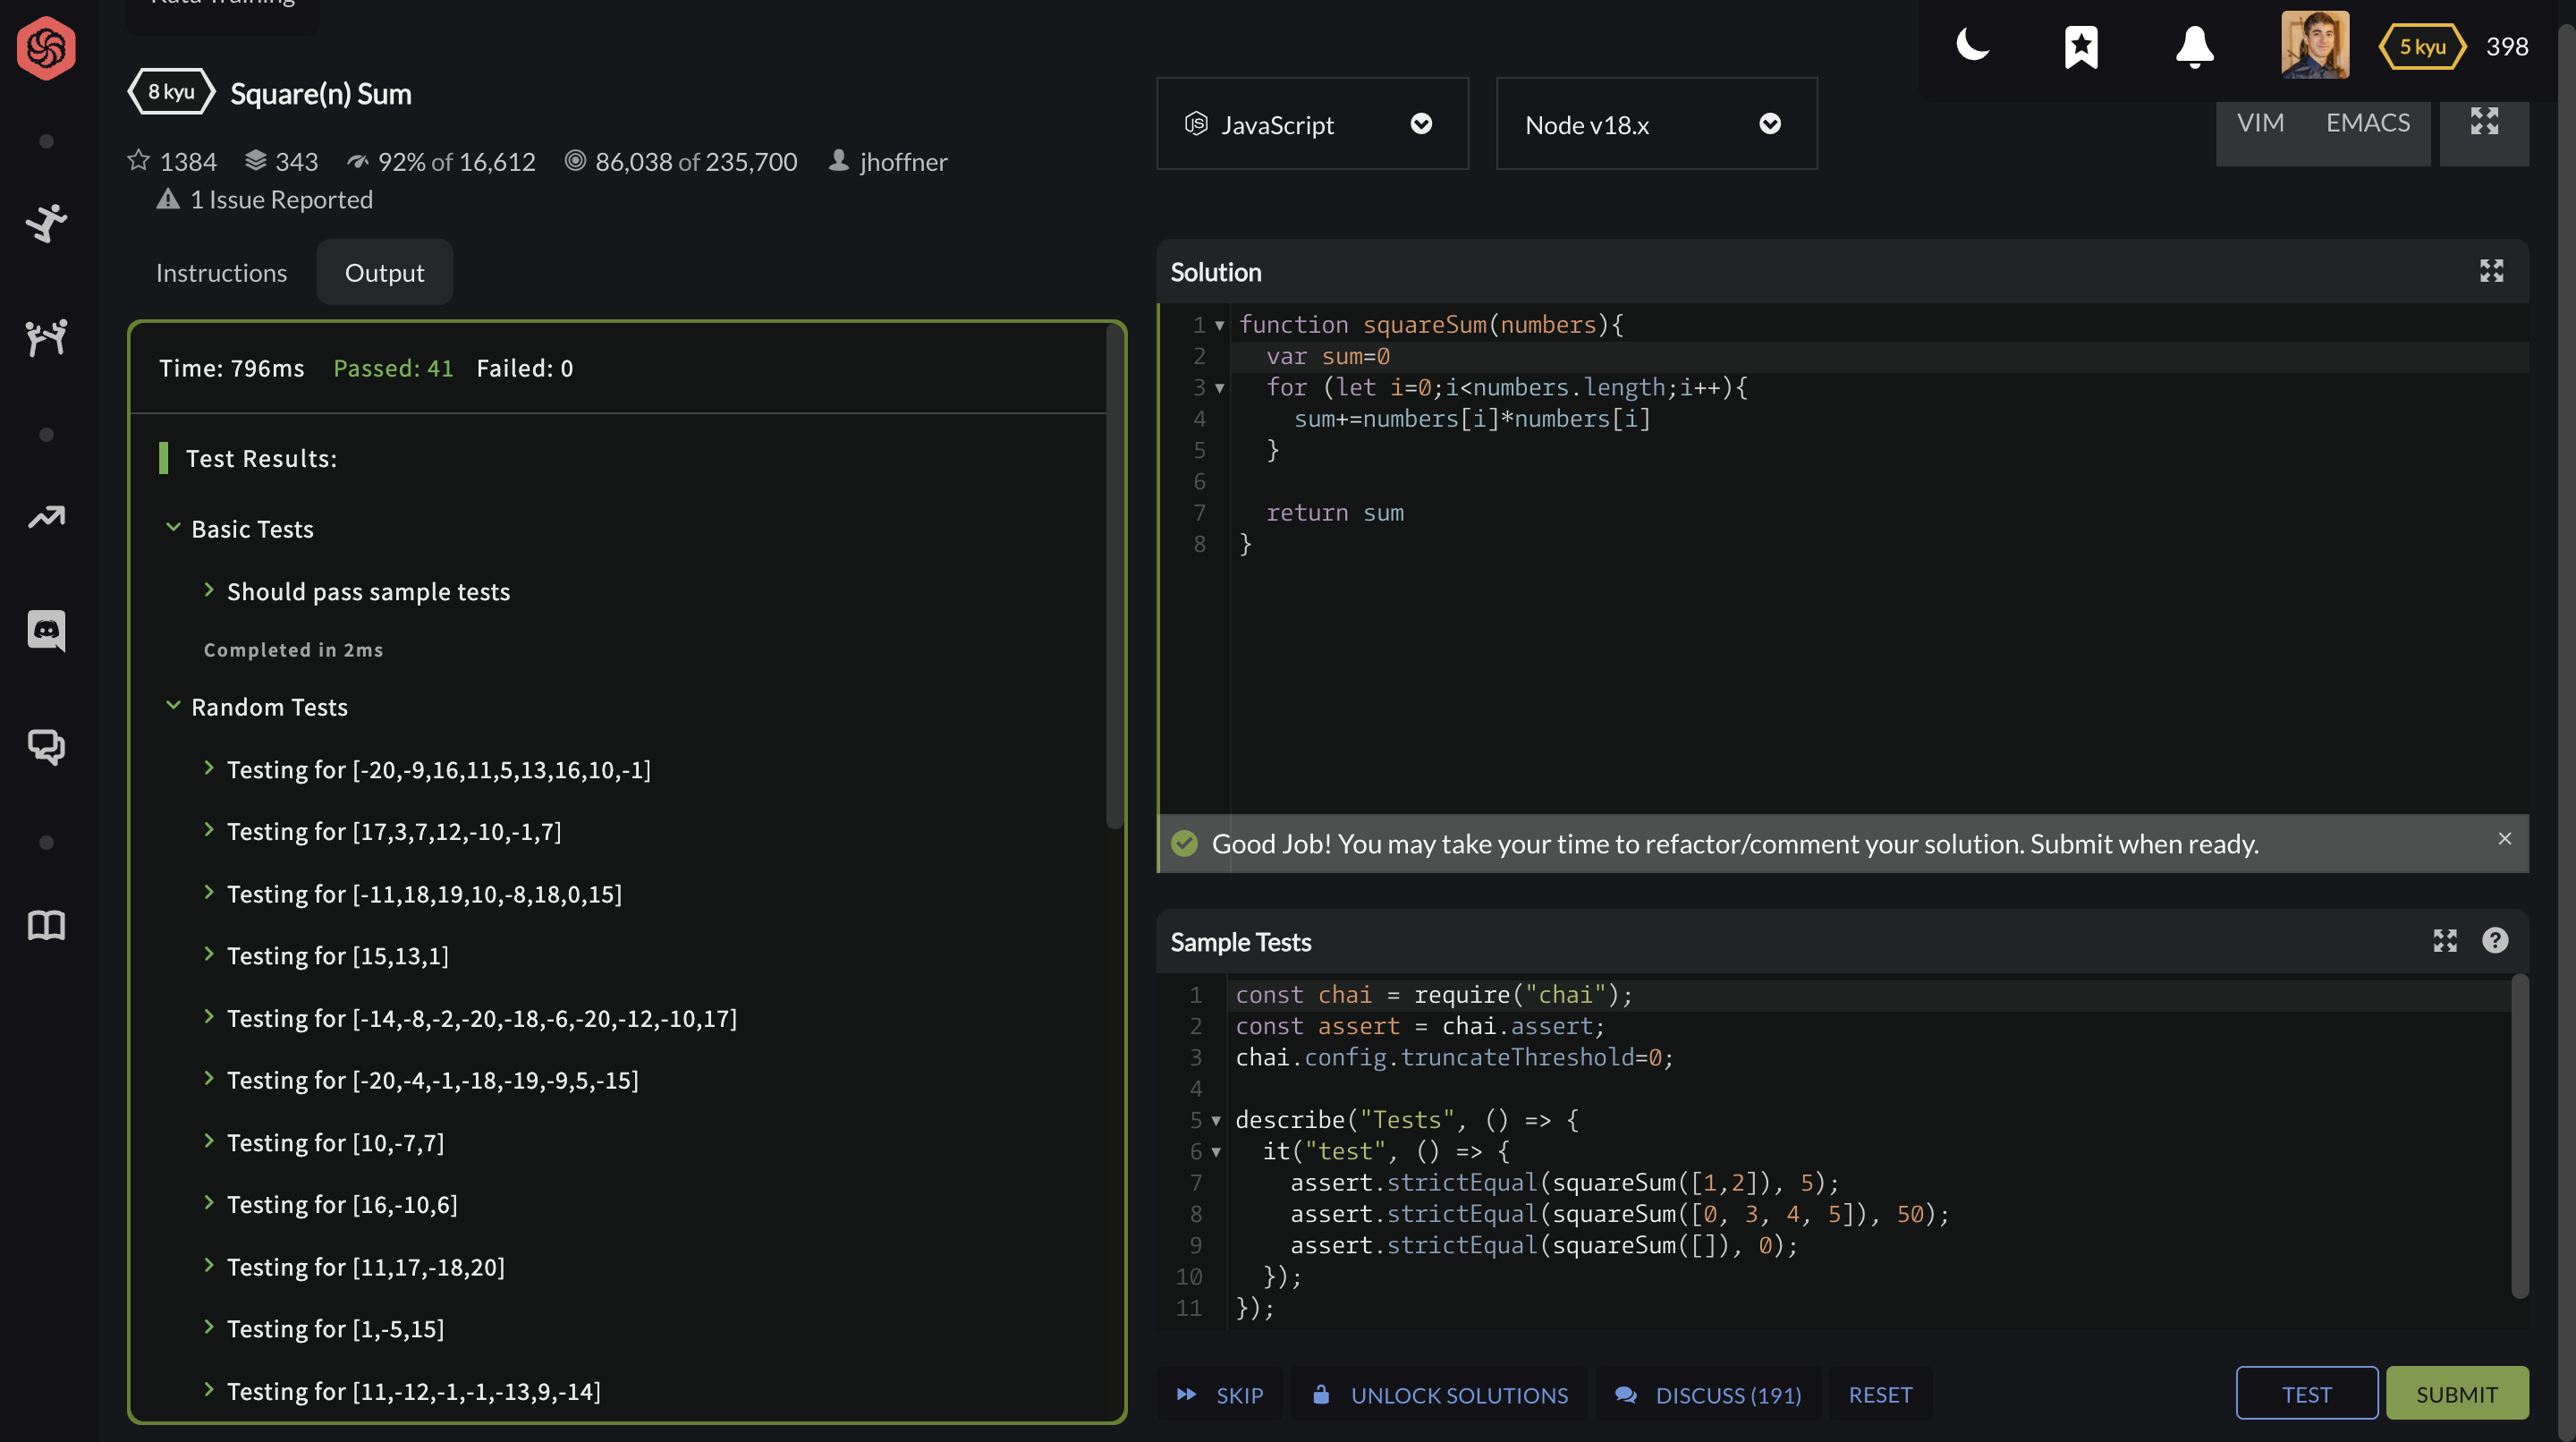 Kata Training
8 kyu Square(n) Sum
1384 343 92% of 16,612 86,038 of 235,700 jhoffner
1 Issue Reported
Instructions
Output
Time: 796ms Passed: 41 Failed: 0
Test Results:
Basic Tests
Should pass sample tests
Completed in 2ms
Random Tests
Testing for [-20,-9,16,11,5,13,16,10,-1]
Testing for [17,3,7,12,-10,-1,7]
Testing for [-11,18,19,10,-8,18,0,15]
Testing for [15,13,1]
Testing for [-14,-8,-2,-20,-18,-6,-20,-12,-10,17]
Testing for [-20,-4,-1,-18,-19,-9,5,-15]
Testing for [10,-7,7]
Testing for [16,-10,6]
Testing for [11,17,-18,20]
Testing for [1,-5,15]
Testing for [11,-12,-1,-1,-13,9,-14]
JS JavaScript
Node v18.x
5 kyu 398
VIM EMACS
Solution
1 function squareSum(numbers){
2 var sum=0
3 for (let i=0;i<numbers.length;i++){
4 sum+=numbers[i]*numbers[i]
5 }
6
7 return sum
8 }
Good Job! You may take your time to refactor/comment your solution. Submit when ready.
Sample Tests
1 const chai = require("chai");
2 const assert = chai.assert;
3 chai.config.truncateThreshold=0;
4
5 describe("Tests", () => {
6 it("test", () => {
7 assert.strictEqual(squareSum([1,2]), 5);
8 assert.strictEqual(squareSum([0, 3, 4, 5]), 50);
9 assert.strictEqual(squareSum([]), 0);
10 });
11 });
SKIP UNLOCK SOLUTIONS DISCUSS (191) RESET TEST SUBMIT